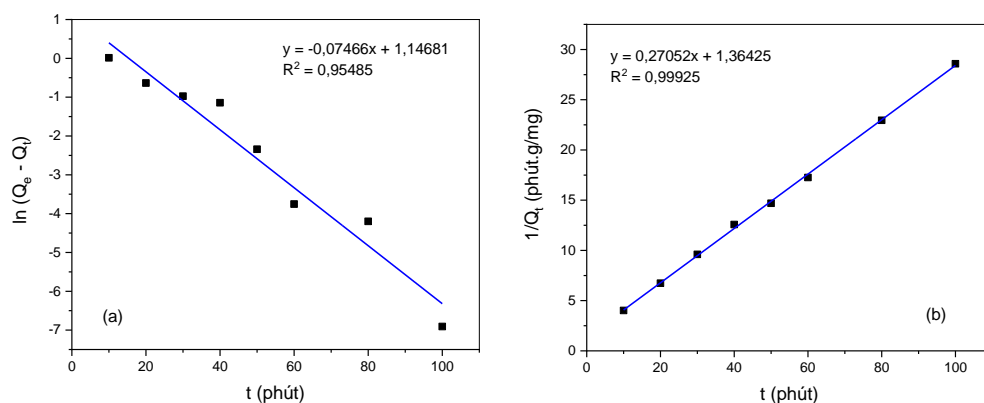 1
0
-1
-2
-3
-4
-5
-6
-7
ln (Qₑ - Qₜ)
y = -0,07466x + 1,14681
R² = 0,95485
(a)
0 20 40 60 80 100
t (phút)
30
25
20
15
10
5
0
1/Qₜ (phút.g/mg)
y = 0,27052x + 1,36425
R² = 0,99925
(b)
0 20 40 60 80 100
t (phút)